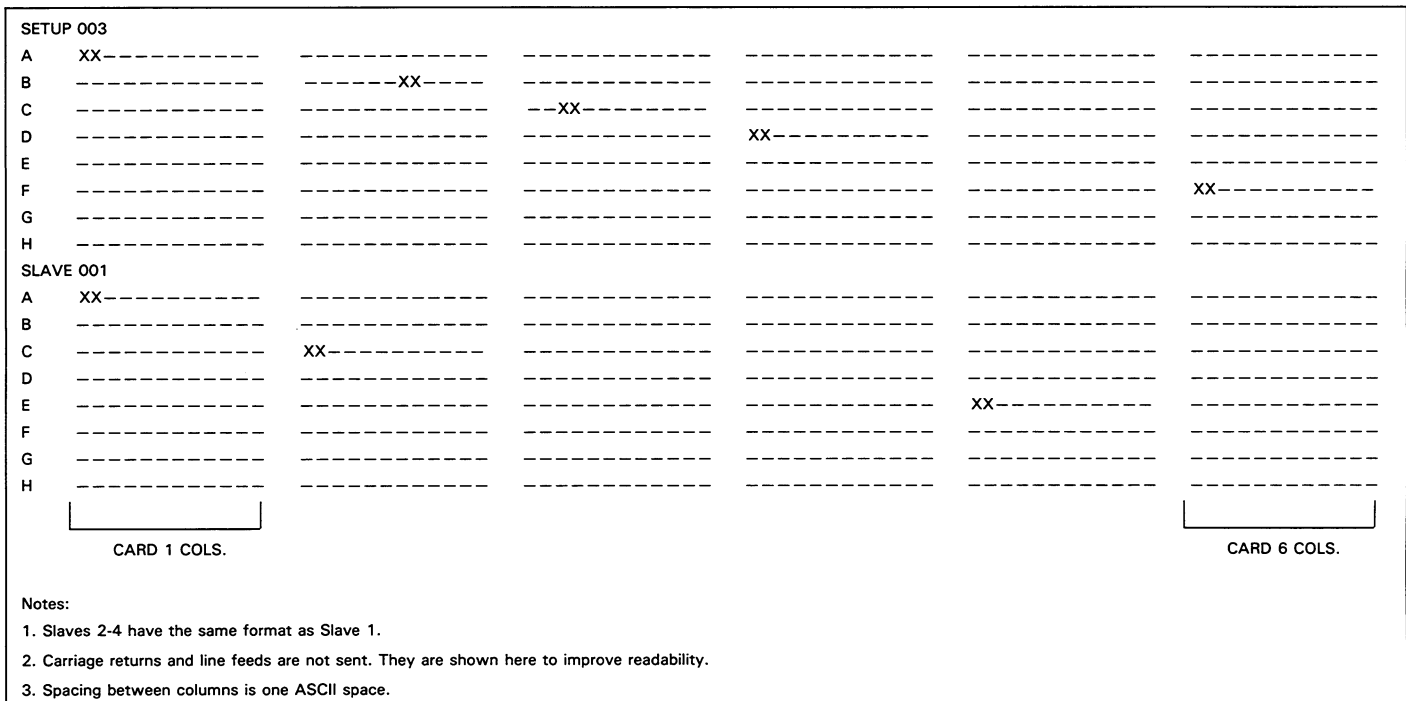 SETUP 003
A XX---------- ------------ ------------ ------------ ------------ ------------
B ------------ ------XX---- ------------ ------------ ------------ ------------
C ------------ ------------ --XX-------- ------------ ------------ ------------
D ------------ ------------ ------------ XX---------- ------------ ------------
E ------------ ------------ ------------ ------------ ------------ ------------
F ------------ ------------ ------------ ------------ ------------ XX----------
G ------------ ------------ ------------ ------------ ------------ ------------
H ------------ ------------ ------------ ------------ ------------ ------------
SLAVE 001
A XX---------- ------------ ------------ ------------ ------------ ------------
B ------------ ------------ ------------ ------------ ------------ ------------
C ------------ XX---------- ------------ ------------ ------------ ------------
D ------------ ------------ ------------ ------------ ------------ ------------
E ------------ ------------ ------------ ------------ XX---------- ------------
F ------------ ------------ ------------ ------------ ------------ ------------
G ------------ ------------ ------------ ------------ ------------ ------------
H ------------ ------------ ------------ ------------ ------------ ------------
CARD 1 COLS. CARD 6 COLS.
Notes:
1. Slaves 2-4 have the same format as Slave 1.
2. Carriage returns and line feeds are not sent. They are shown here to improve readability.
3. Spacing between columns is one ASCII space.